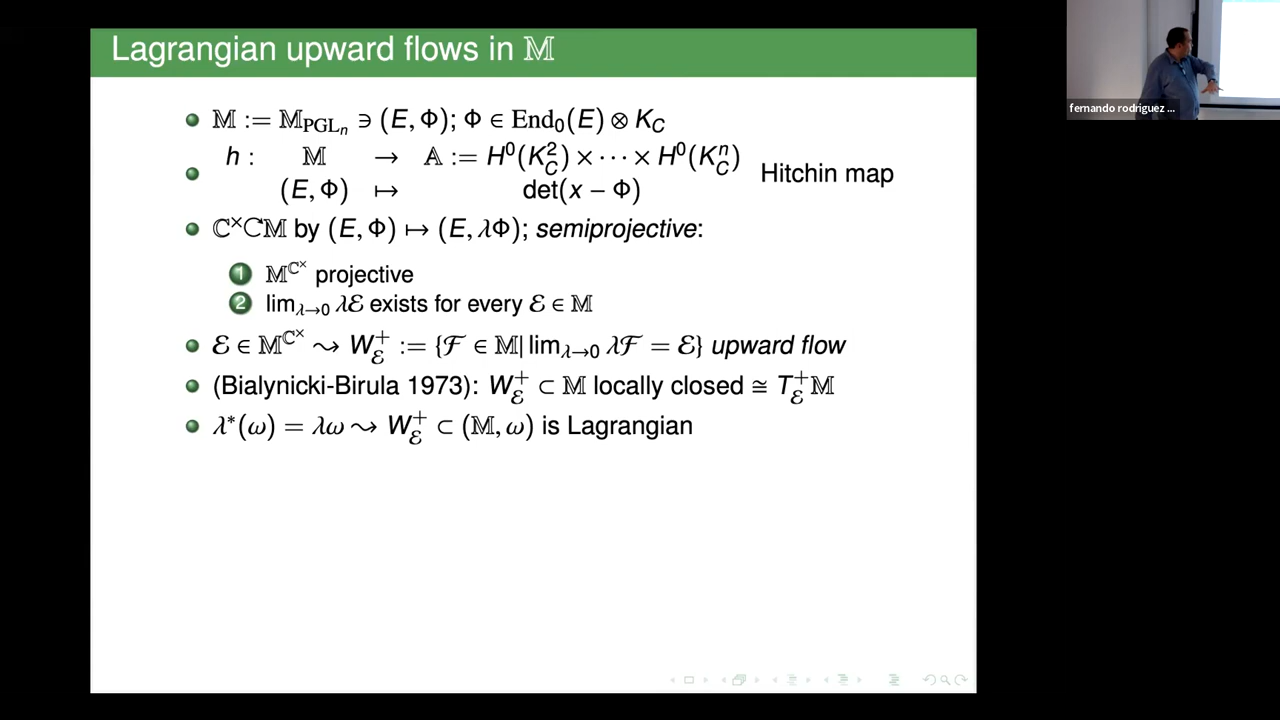 Lagrangian upward flows in 𝕄
𝕄 := 𝕄_{PGL_n} ∋ (E, Φ); Φ ∈ End_0(E) ⊗ K_C
h : 𝕄 → 𝔸 := H^0(K_C^2) × ⋯ × H^0(K_C^n) Hitchin map
(E, Φ) ↦ det(x − Φ)
ℂ^× ⟳ 𝕄 by (E, Φ) ↦ (E, λΦ); semiprojective:
1 𝕄^{ℂ^×} projective
2 lim_{λ→0} λℰ exists for every ℰ ∈ 𝕄
ℰ ∈ 𝕄^{ℂ^×} ⇝ W_ℰ^+ := {ℱ ∈ 𝕄| lim_{λ→0} λℱ = ℰ} upward flow
(Bialynicki-Birula 1973): W_ℰ^+ ⊂ 𝕄 locally closed ≅ T_ℰ^+ 𝕄
λ^*(ω) = λω ⇝ W_ℰ^+ ⊂ (𝕄, ω) is Lagrangian
fernando rodriguez ...